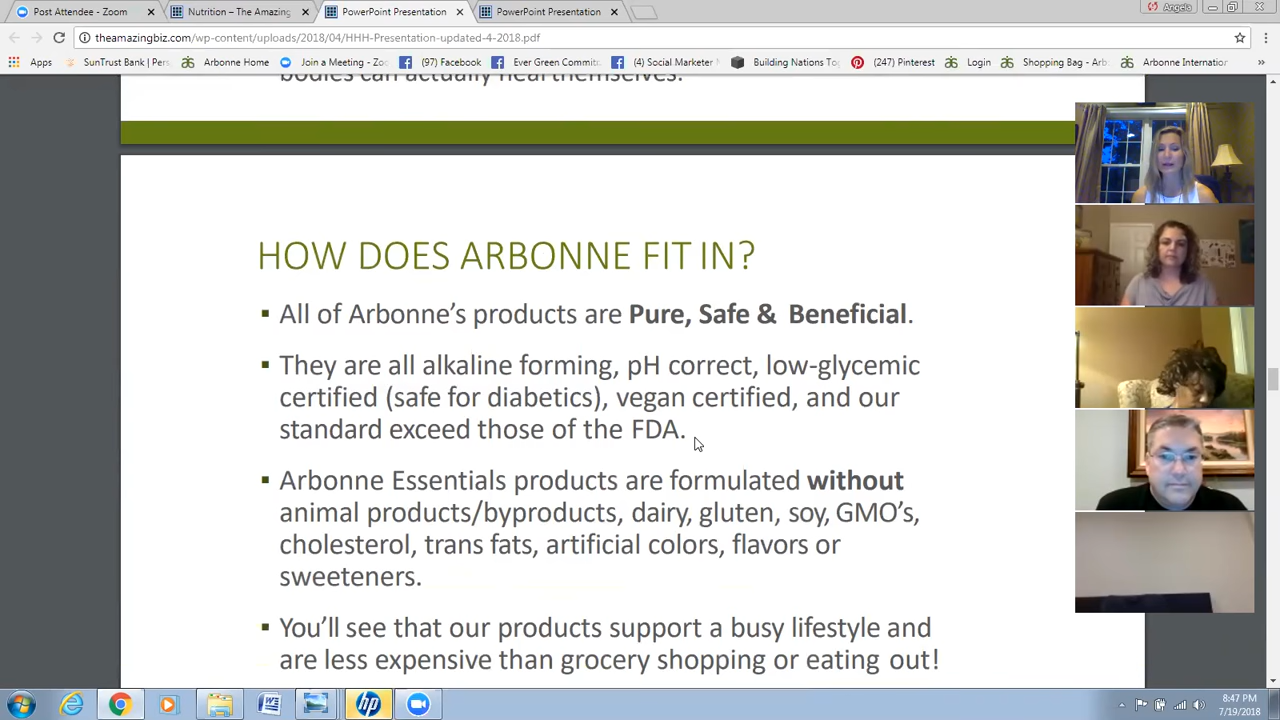 Post Attendee - Zoom
Nutrition – The Amazing
PowerPoint Presentation
PowerPoint Presentation
Angela
theamazingbiz.com/wp-content/uploads/2018/04/HHH-Presentation-updated-4-2018.pdf
Apps
SunTrust Bank | Pers
Arbonne Home
Join a Meeting - Zo
(97) Facebook
Ever Green Commit
(4) Social Marketer
Building Nations To
(247) Pinterest
Login
Shopping Bag - Arb
Arbonne Internation
bodies can actually heal themselves.
HOW DOES ARBONNE FIT IN?
▪ All of Arbonne's products are Pure, Safe & Beneficial.
▪ They are all alkaline forming, pH correct, low-glycemic
certified (safe for diabetics), vegan certified, and our
standard exceed those of the FDA.
▪ Arbonne Essentials products are formulated without
animal products/byproducts, dairy, gluten, soy, GMO's,
cholesterol, trans fats, artificial colors, flavors or
sweeteners.
▪ You'll see that our products support a busy lifestyle and
are less expensive than grocery shopping or eating out!
8:47 PM
7/19/2018